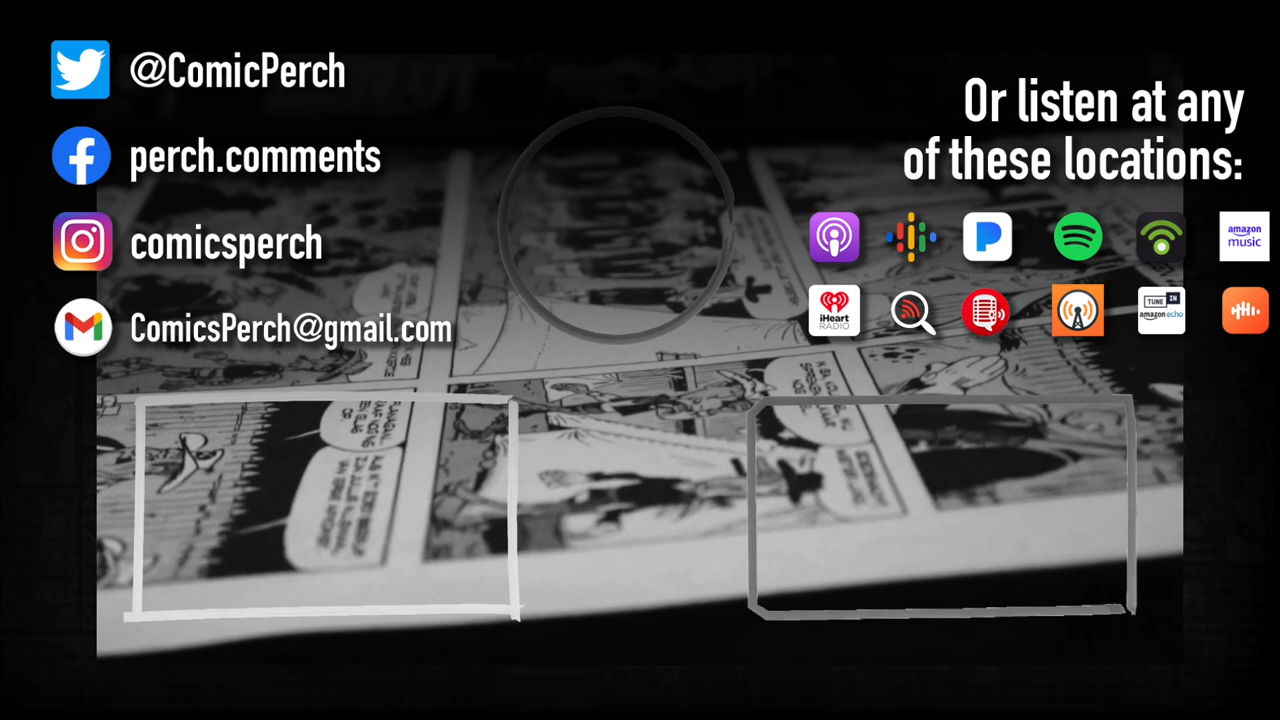 @ComicPerch
perch.comments
comicsperch
ComicsPerch@gmail.com
Or listen at any
of these locations:
amazon
music
iHeart
RADIO
TUNE IN
amazon echo